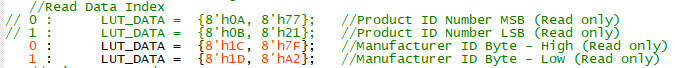 //Read Data Index
// 0 : LUT_DATA = {8'h0A, 8'h77}; //Product ID Number MSB (Read only)
// 1 : LUT_DATA = {8'h0B, 8'h21}; //Product ID Number LSB (Read only)
0 : LUT_DATA = {8'h1C, 8'h7F}; //Manufacturer ID Byte - High (Read only)
1 : LUT_DATA = {8'h1D, 8'hA2}; //Manufacturer ID Byte - Low (Read only)